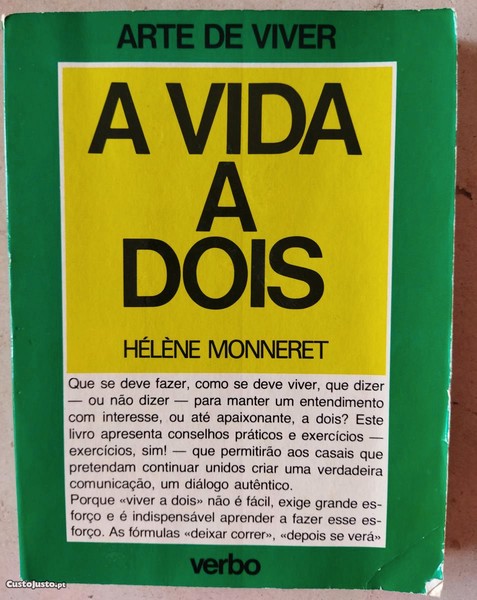 ARTE DE VIVER
A VIDA
A
DOIS
HÉLÈNE MONNERET
Que se deve fazer, como se deve viver, que dizer
— ou não dizer — para manter um entendimento
com interesse, ou até apaixonante, a dois? Este
livro apresenta conselhos práticos e exercícios —
exercícios, sim! — que permitirão aos casais que
pretendam continuar unidos criar uma verdadeira
comunicação, um diálogo autêntico.
Porque «viver a dois» não é fácil, exige grande es-
forço e é indispensável aprender a fazer esse es-
forço. As fórmulas «deixar correr», «depois se verá»
verbo
CustoJusto.pt